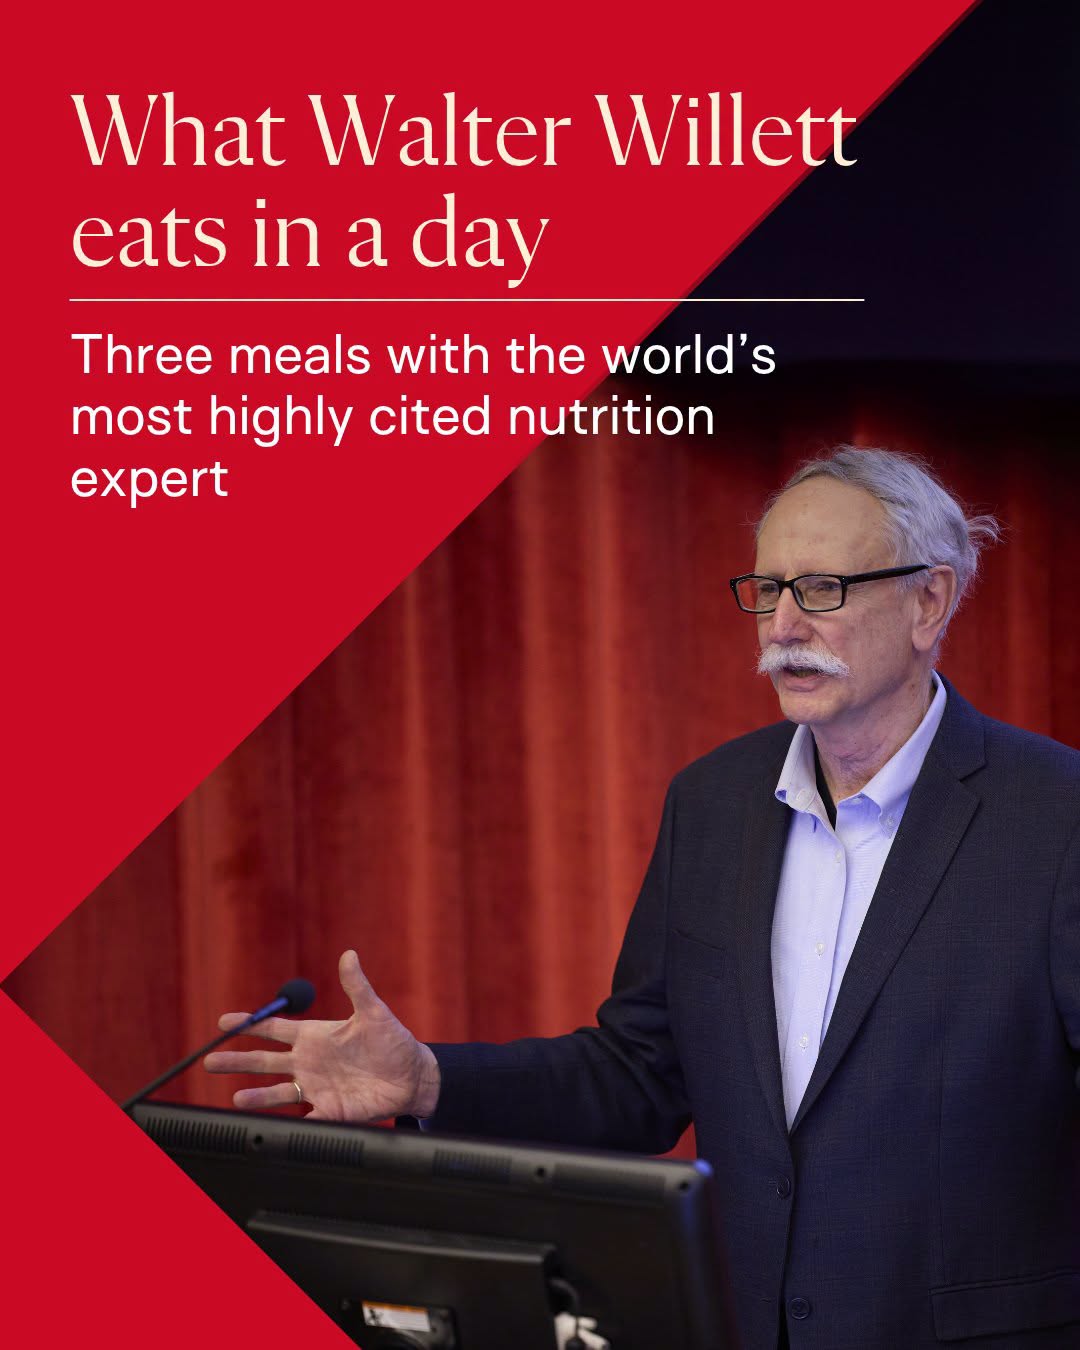 What Walter Willett
eats in a day
Three meals with the world’s
most highly cited nutrition
expert